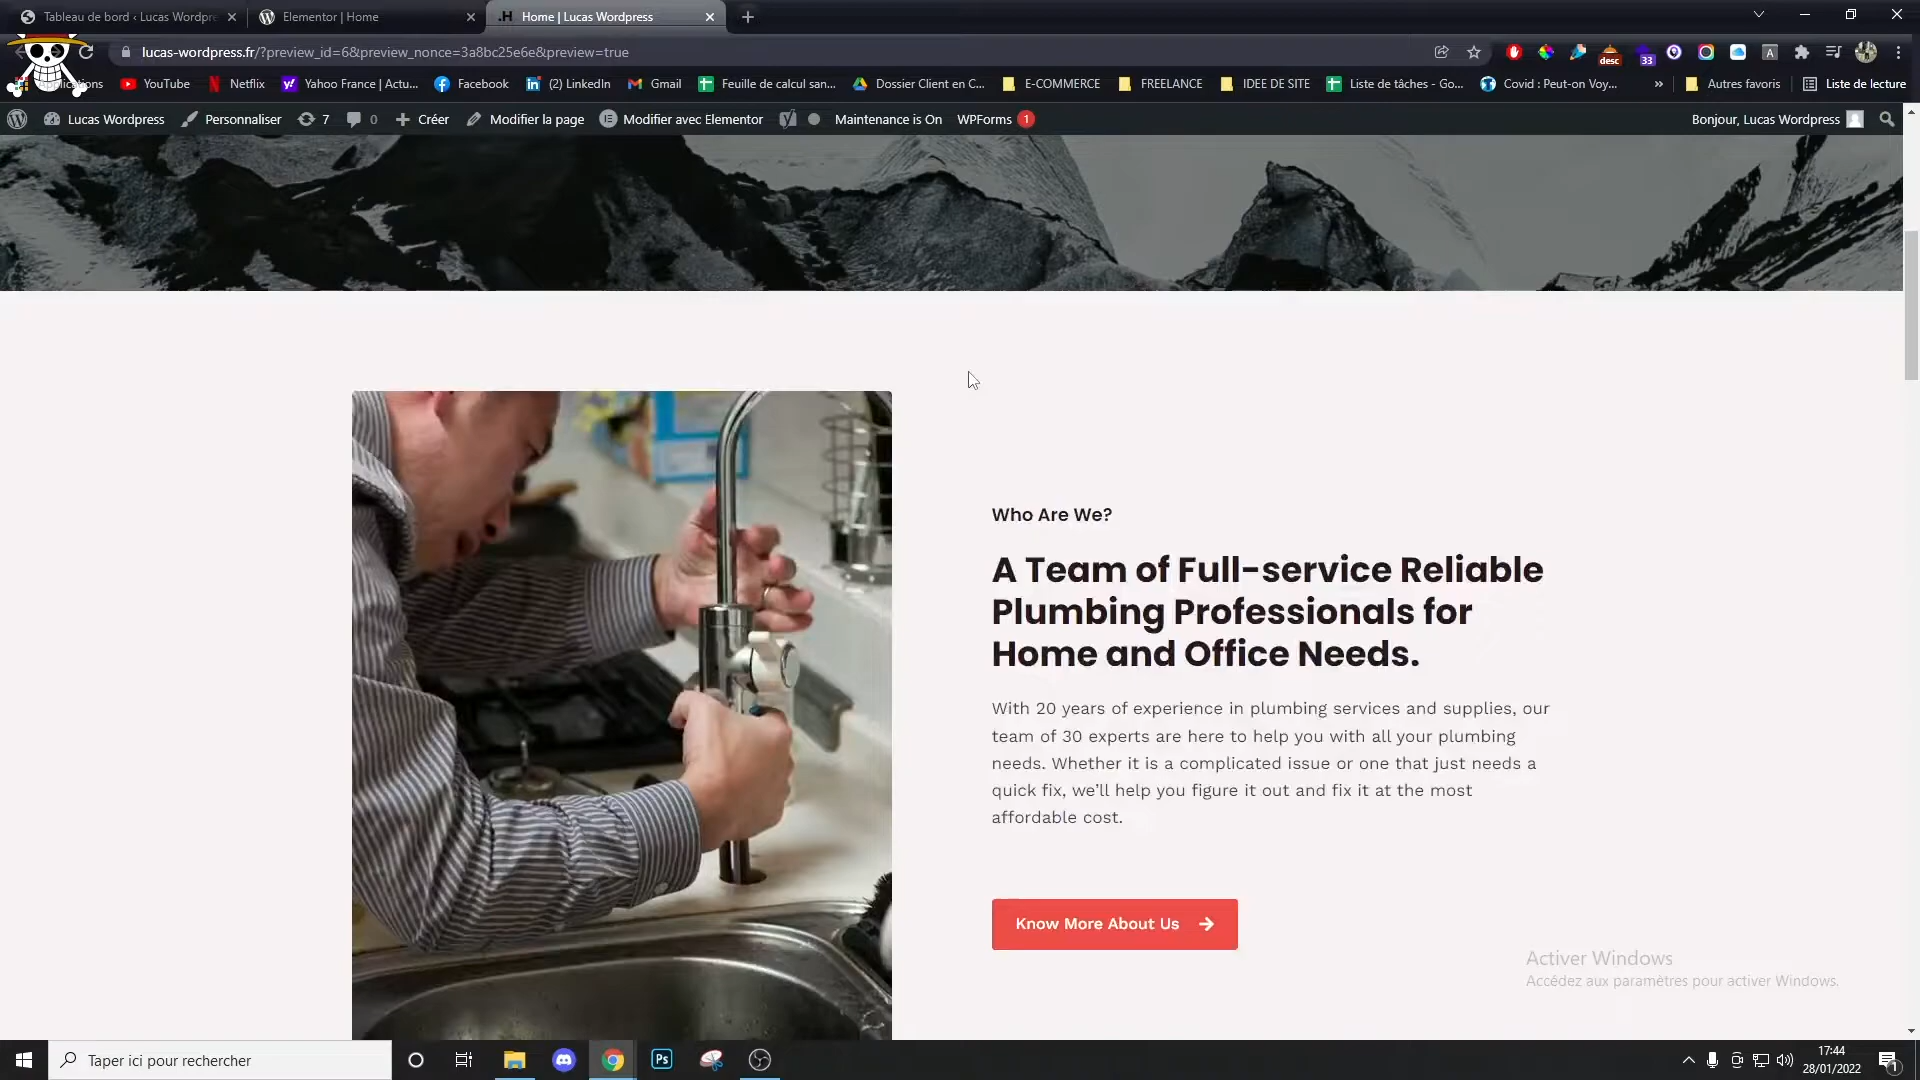 Tableau de bord ‹ Lucas Wordpre
Elementor | Home
.H
Home | Lucas Wordpress
lucas-wordpress.fr/?preview_id=6&preview_nonce=3a8bc25e6e&preview=true
desc
33
A
YouTube
Netflix
Yahoo France | Actu...
Facebook
(2) LinkedIn
Gmail
Feuille de calcul san...
Dossier Client en C...
E-COMMERCE
FREELANCE
IDEE DE SITE
Liste de tâches - Go...
Covid : Peut-on Voy...
»
Autres favoris
Liste de lecture
Lucas Wordpress
Personnaliser
7
0
Créer
Modifier la page
Modifier avec Elementor
Maintenance is On
WPForms 1
Bonjour, Lucas Wordpress
Who Are We?
A Team of Full-service Reliable
Plumbing Professionals for
Home and Office Needs.
With 20 years of experience in plumbing services and supplies, our
team of 30 experts are here to help you with all your plumbing
needs. Whether it is a complicated issue or one that just needs a
quick fix, we'll help you figure it out and fix it at the most
affordable cost.
Know More About Us
Activer Windows
Accédez aux paramètres pour activer Windows.
Taper ici pour rechercher
Ps
17:44
28/01/2022
1